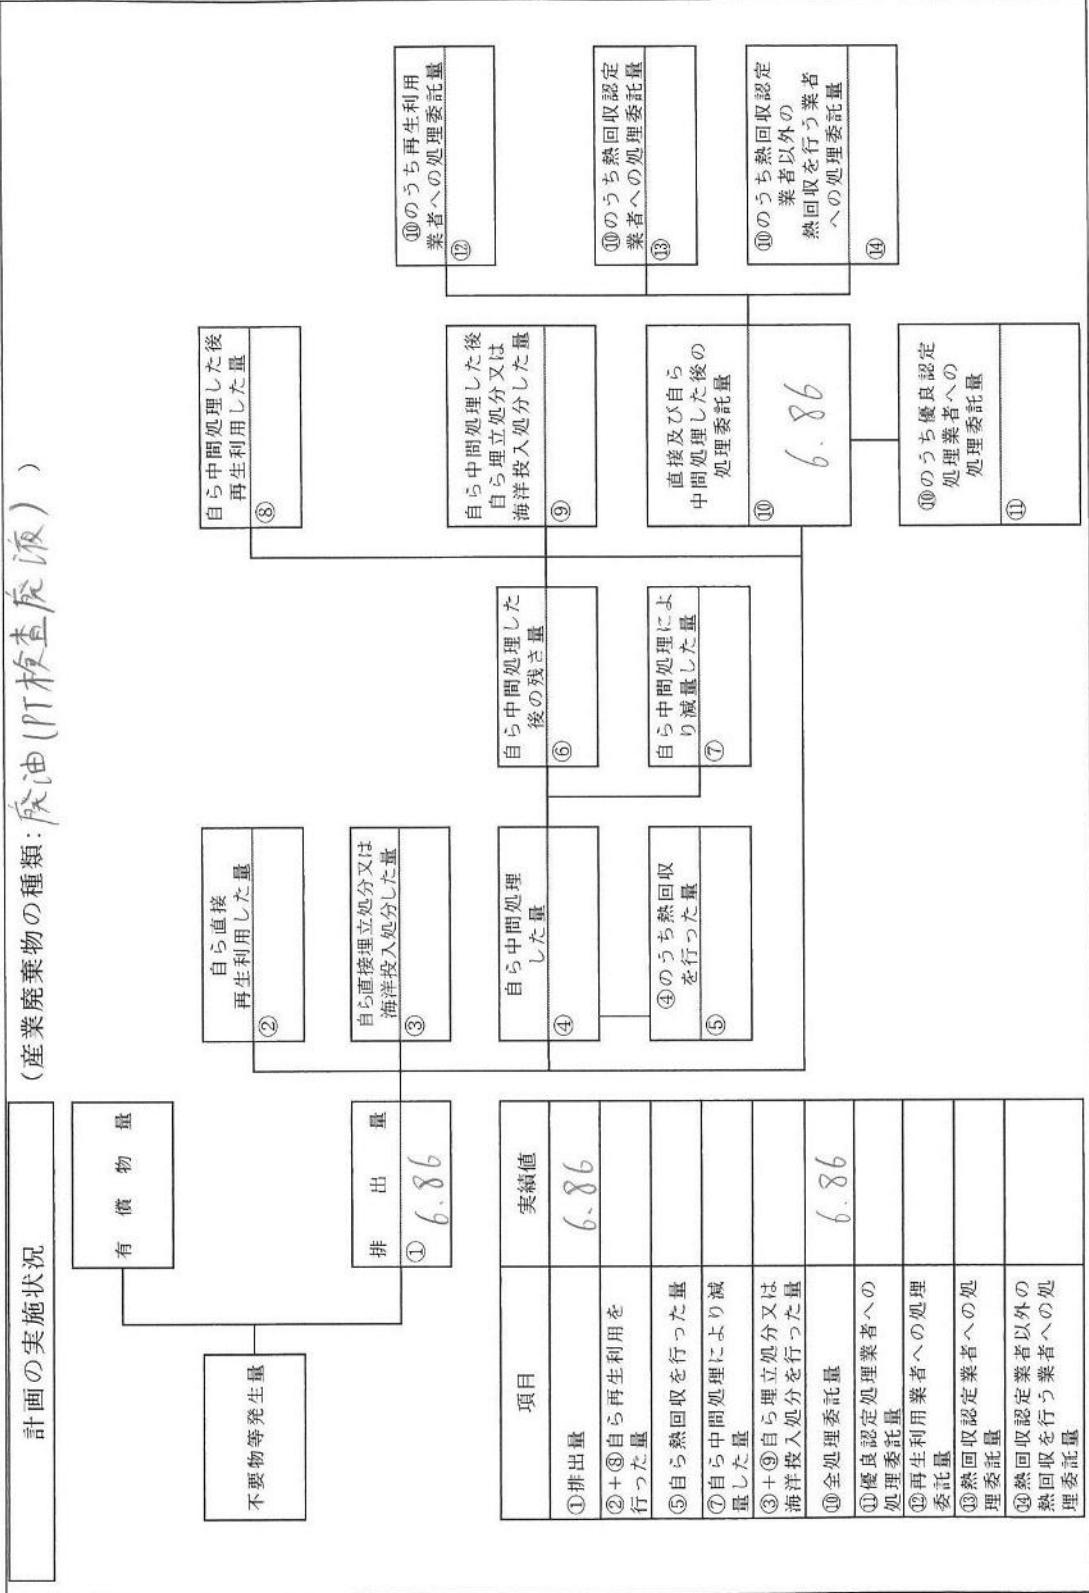 計画の実施状況
(産業廃棄物の種類:廃油(PT検査廃液)
有償物量
不要物等発生量
排出量
① 6.86
自ら直接
再生利用した量
②
自ら直接埋立処分又は
海洋投入処分した量
③
自ら中間処理
した量
④
④のうち熱回収
を行った量
⑤
自ら中間処理した
後の残さ量
⑥
自ら中間処理によ
り減量した量
⑦
自ら中間処理した後
再生利用した量
⑧
自ら中間処理した後
自ら埋立処分又は
海洋投入処分した量
⑨
直接及び自ら
中間処理した後の
処理委託量
⑩
6.86
⑩のうち優良認定
処理業者への
処理委託量
⑪
⑩のうち再生利用
業者への処理委託量
⑫
⑩のうち熱回収認定
業者への処理委託量
⑬
⑩のうち熱回収認定
業者以外の
熱回収を行う業者
への処理委託量
⑭
項目 実績値
①排出量 6.86
②+⑧自ら再生利用を
行った量
⑤自ら熱回収を行った量
⑦自ら中間処理により減
量した量
③+⑨自ら埋立処分又は
海洋投入処分を行った量
⑩全処理委託量 6.86
⑪優良認定処理業者への
処理委託量
⑫再生利用業者への処理
委託量
⑬熱回収認定業者への処
理委託量
⑭熱回収認定業者以外の
熱回収を行う業者への処
理委託量